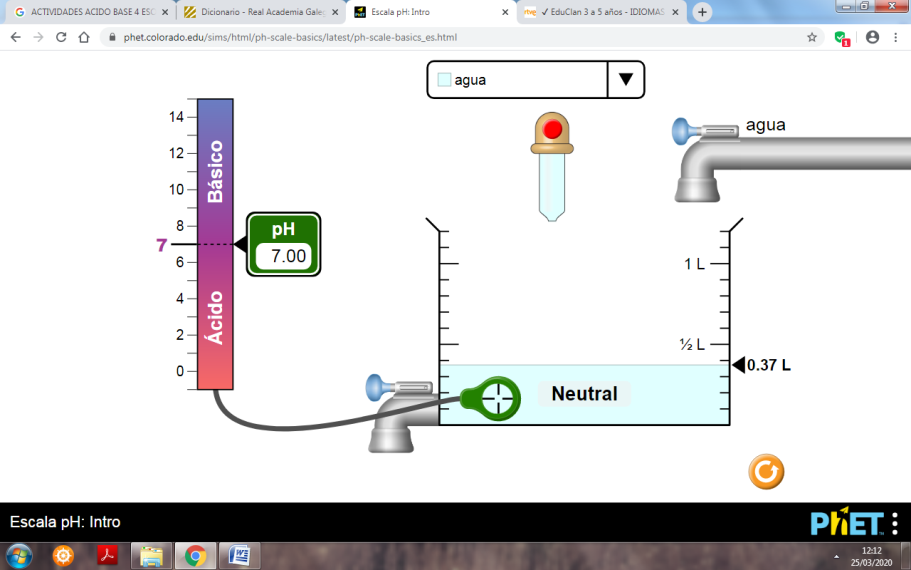 ACTIVIDADES ACIDO BASE 4 ESC
Dicionario - Real Academia Gale
Escala pH: Intro
rtve ✓ EduClan 3 a 5 años - IDIOMAS
phet.colorado.edu/sims/html/ph-scale-basics/latest/ph-scale-basics_es.html
1
agua
agua
14
12
10
8
7
6
4
2
0
Básico
Ácido
pH
7.00
1 L
½ L
0.37 L
Neutral
Escala pH: Intro
PhET
12:12
25/03/2020